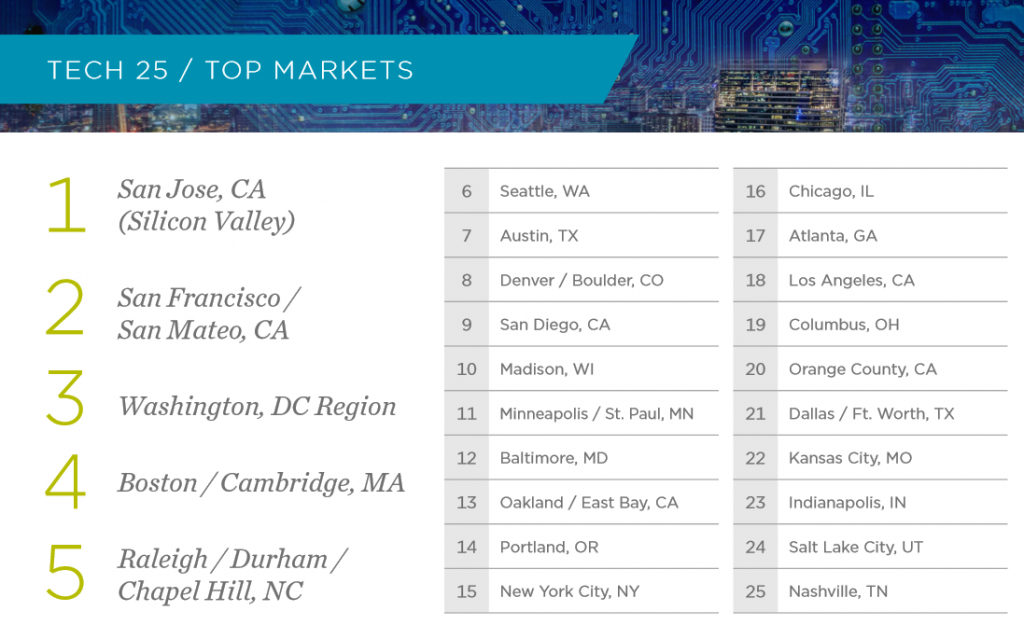 TECH 25 / TOP MARKETS
1 San Jose, CA
(Silicon Valley)
2 San Francisco /
San Mateo, CA
3 Washington, DC Region
4 Boston / Cambridge, MA
5 Raleigh / Durham /
Chapel Hill, NC
6 Seattle, WA
7 Austin, TX
8 Denver / Boulder, CO
9 San Diego, CA
10 Madison, WI
11 Minneapolis / St. Paul, MN
12 Baltimore, MD
13 Oakland / East Bay, CA
14 Portland, OR
15 New York City, NY
16 Chicago, IL
17 Atlanta, GA
18 Los Angeles, CA
19 Columbus, OH
20 Orange County, CA
21 Dallas / Ft. Worth, TX
22 Kansas City, MO
23 Indianapolis, IN
24 Salt Lake City, UT
25 Nashville, TN